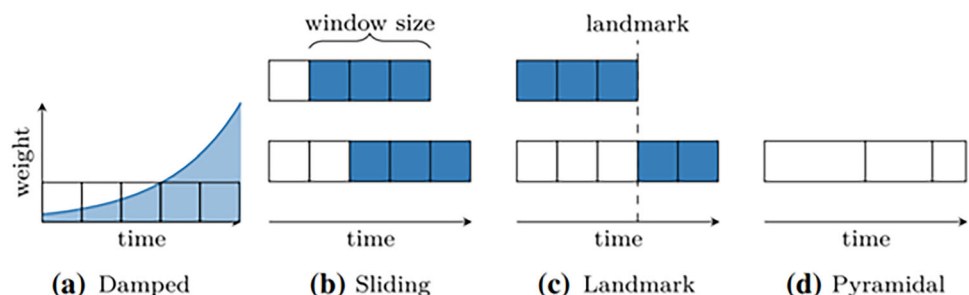 window size
landmark
weight
time
time
time
time
(a) Damped
(b) Sliding
(c) Landmark
(d) Pyramidal